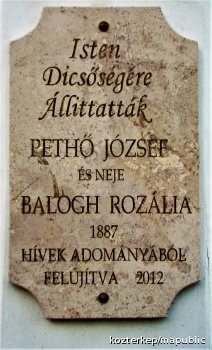 Isten
Dicsőségére
Állíttatták
PETHŐ JÓZSEF
ÉS NEJE
BALOGH ROZÁLIA
1887
HÍVEK ADOMÁNYÁBÓL
FELÚJÍTVA 2012
kozterkep/mapublic